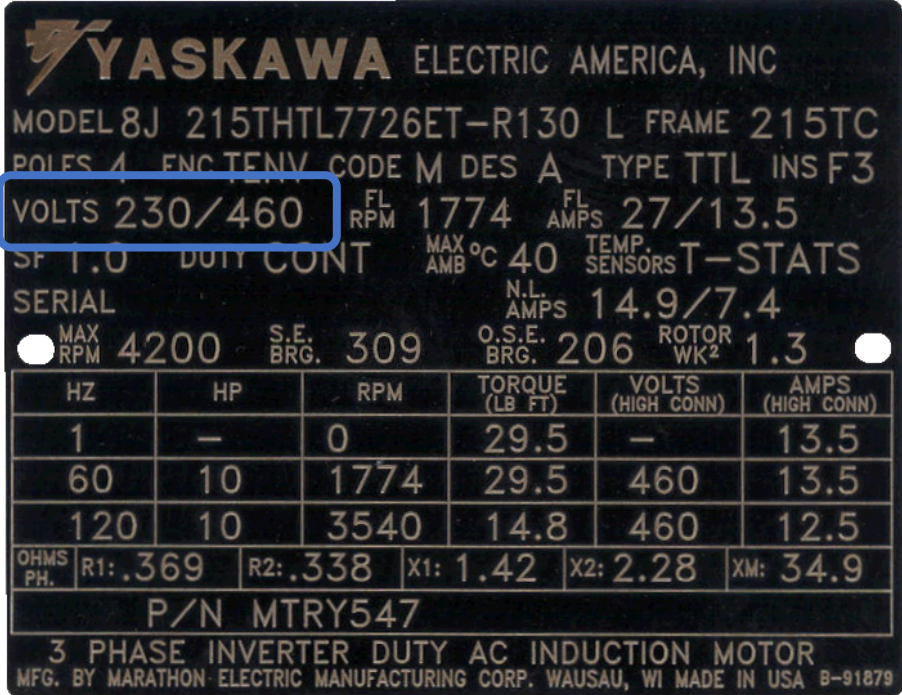 YASKAWA ELECTRIC AMERICA, INC
MODEL 8J 215THTL7726ET-R130 L FRAME 215TC
POLES 4 ENC TENV CODE M DES A TYPE TTL INS F3
VOLTS 230/460 FL RPM 1774 FL AMPS 27/13.5
SF 1.0 DUTY CONT MAX AMB °C 40 TEMP. SENSORS T-STATS
SERIAL N.L. AMPS 14.9/7.4
MAX RPM 4200 S.E. BRG. 309 O.S.E. BRG. 206 ROTOR WK² 1.3
HZ HP RPM TORQUE (LB FT) VOLTS (HIGH CONN) AMPS (HIGH CONN)
1 – 0 29.5 – 13.5
60 10 1774 29.5 460 13.5
120 10 3540 14.8 460 12.5
OHMS PH. R1: .369 R2: .338 X1: 1.42 X2: 2.28 XM: 34.9
P/N MTRY547
3 PHASE INVERTER DUTY AC INDUCTION MOTOR
MFG. BY MARATHON ELECTRIC MANUFACTURING CORP. WAUSAU, WI MADE IN USA B-91879